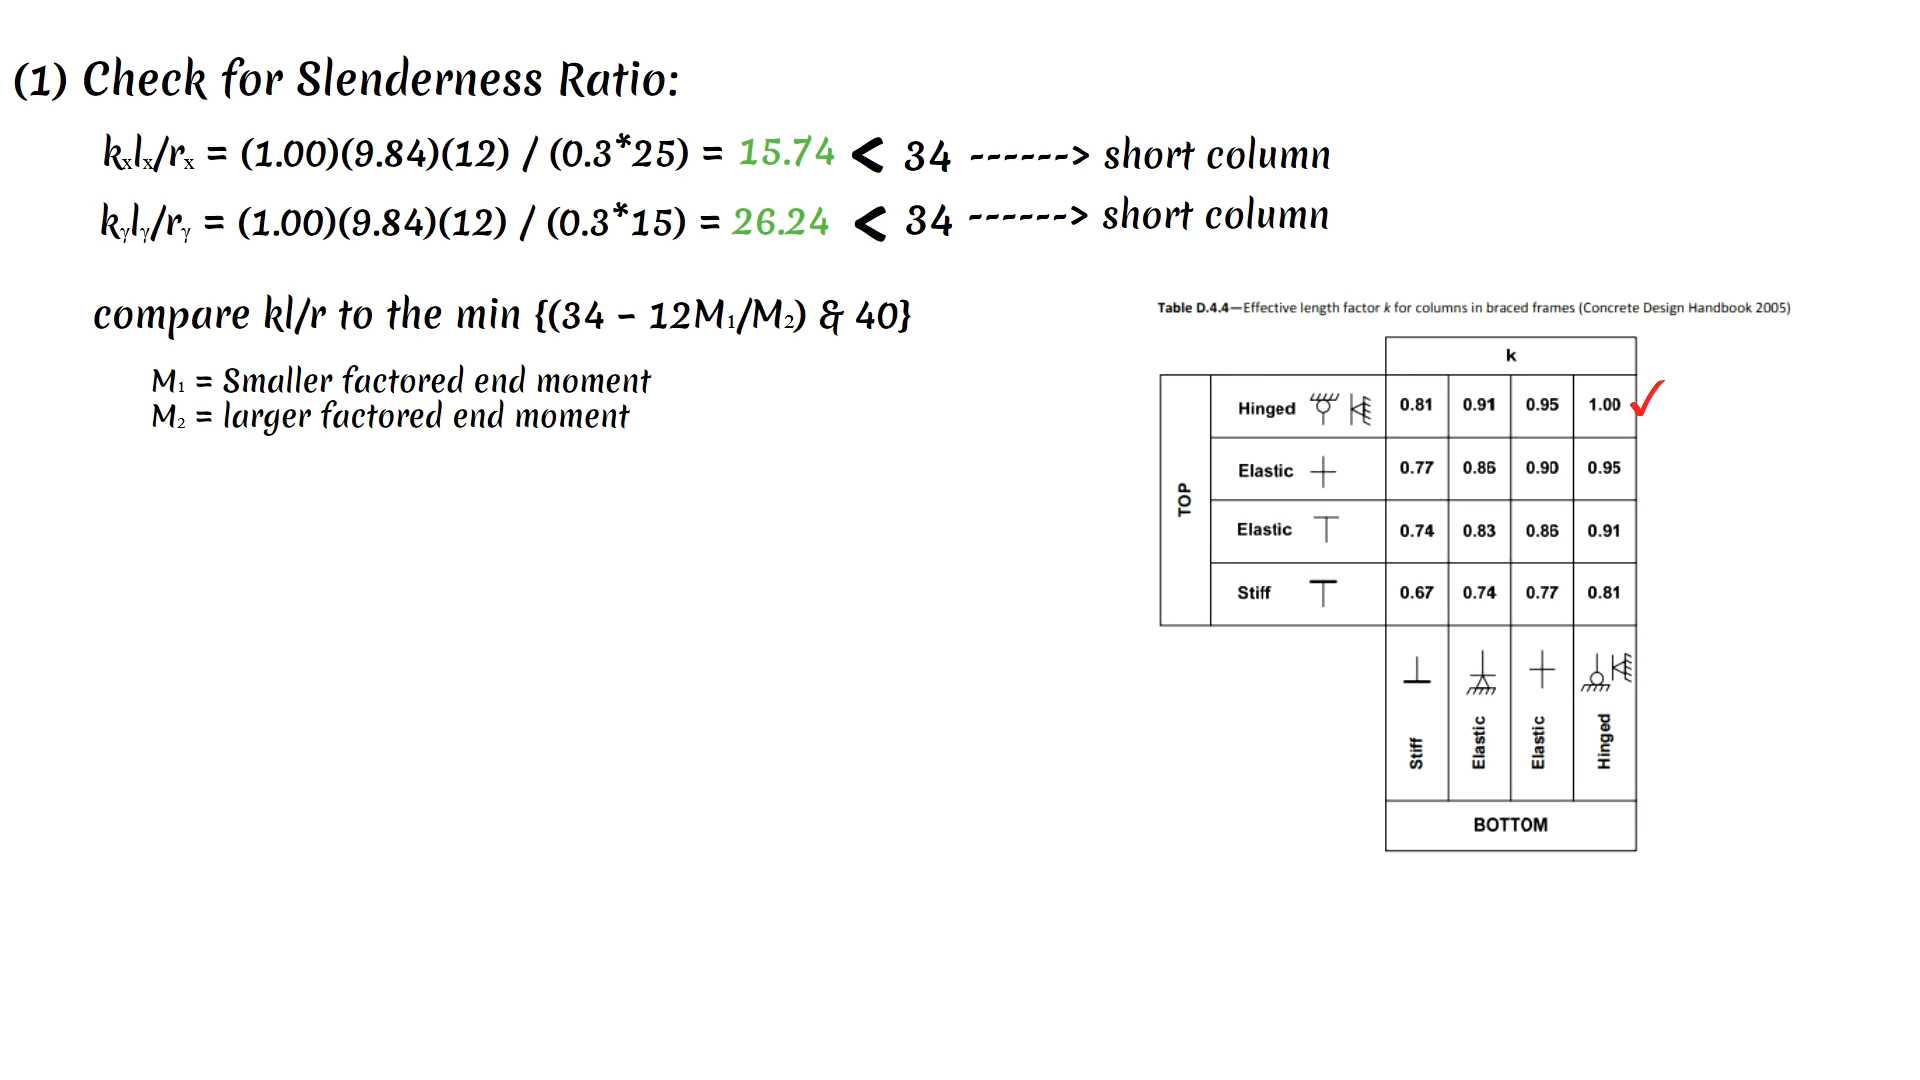 (1) Check for Slenderness Ratio:
kₓlₓ/rₓ = (1.00)(9.84)(12) / (0.3*25) = 15.74 < 34 ------> short column
kᵧlᵧ/rᵧ = (1.00)(9.84)(12) / (0.3*15) = 26.24 < 34 ------> short column
compare kl/r to the min {(34 - 12M₁/M₂) & 40}
M₁ = Smaller factored end moment
M₂ = larger factored end moment
Table D.4.4—Effective length factor k for columns in braced frames (Concrete Design Handbook 2005)
k
TOP
Hinged 0.81 0.91 0.95 1.00
Elastic 0.77 0.86 0.90 0.95
Elastic 0.74 0.83 0.86 0.91
Stiff 0.67 0.74 0.77 0.81
Stiff Elastic Elastic Hinged
BOTTOM